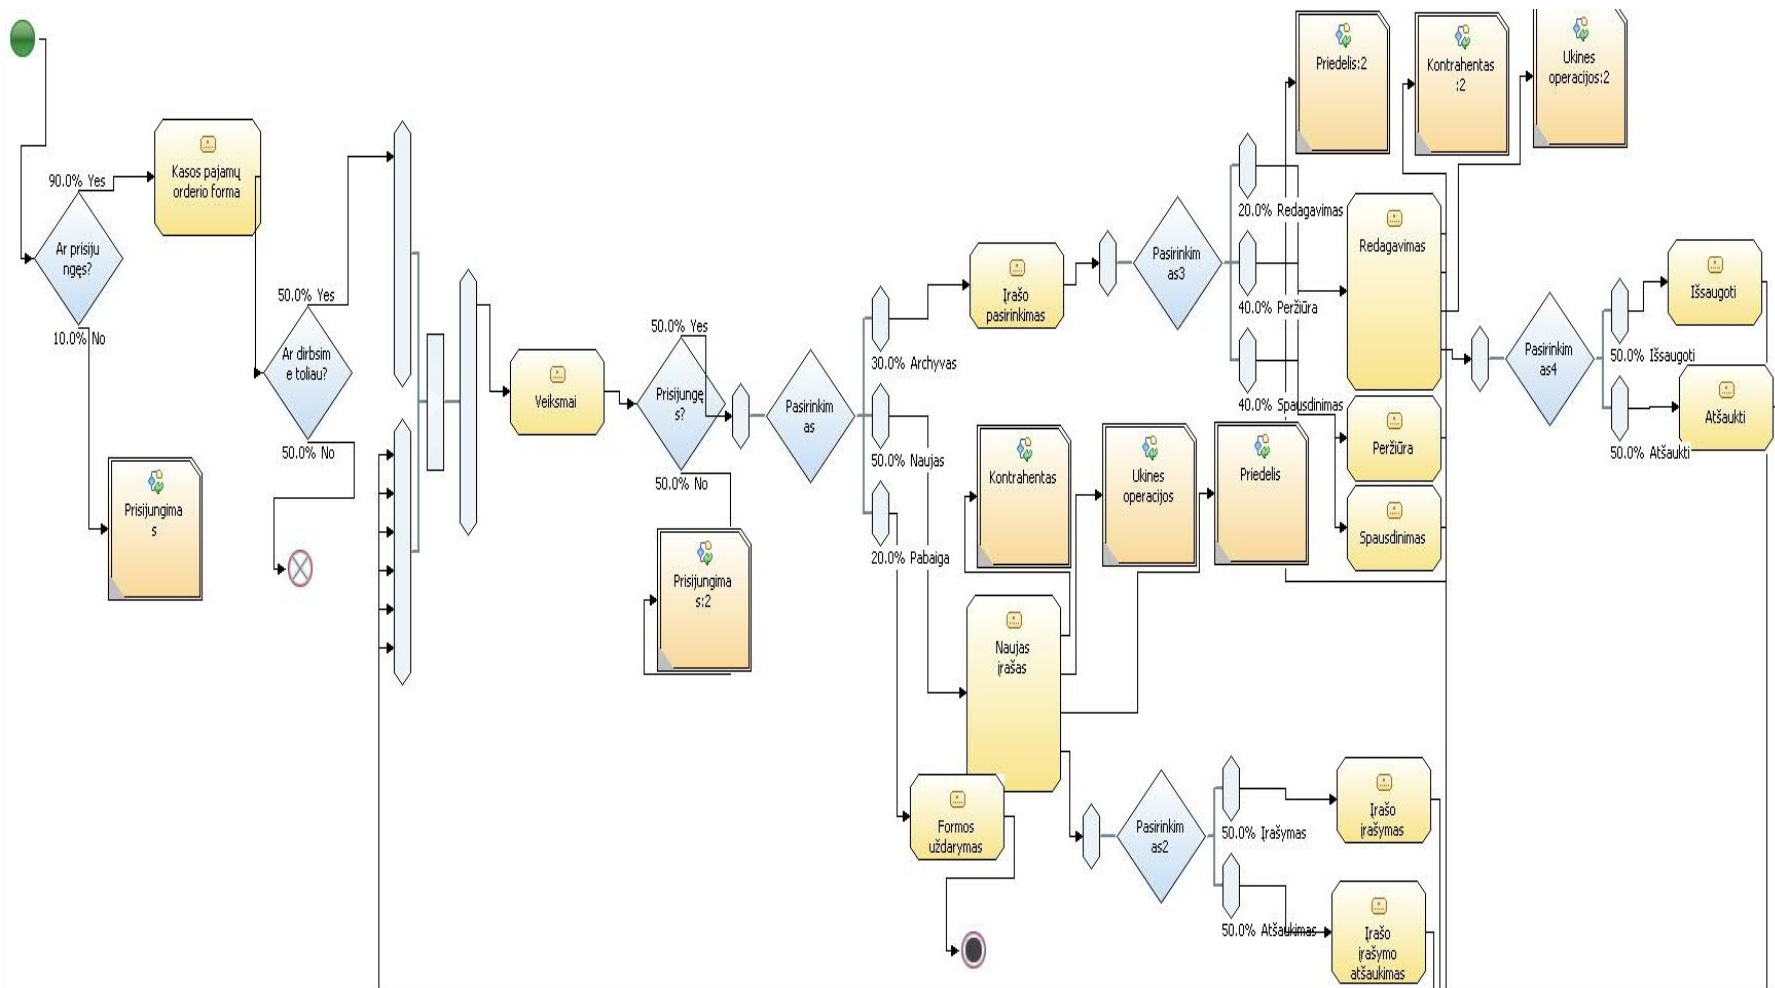 90.0% Yes
Ar prisiju
ngęs?
10.0% No
Kasos pajamų
orderio forma
Prisijungima
s
50.0% Yes
Ar dirbsim
e toliau?
50.0% No
Veiksmai
50.0% Yes
Prisijungę
s?
50.0% No
Prisijungima
s:2
Pasirinkim
as
30.0% Archyvas
50.0% Naujas
20.0% Pabaiga
Įrašo
pasirinkimas
Pasirinkim
as3
20.0% Redagavimas
40.0% Peržiūra
40.0% Spausdinimas
Priedelis:2
Kontrahentas
:2
Ukines
operacijos:2
Redagavimas
Peržiūra
Spausdinimas
Pasirinkim
as4
50.0% Išsaugoti
50.0% Atšaukti
Išsaugoti
Atšaukti
Kontrahentas
Ukines
operacijos
Priedelis
Naujas
įrašas
Formos
uždarymas
Pasirinkim
as2
50.0% Įrašymas
50.0% Atšaukimas
Įrašo
įrašymas
Įrašo
įrašymo
atšaukimas